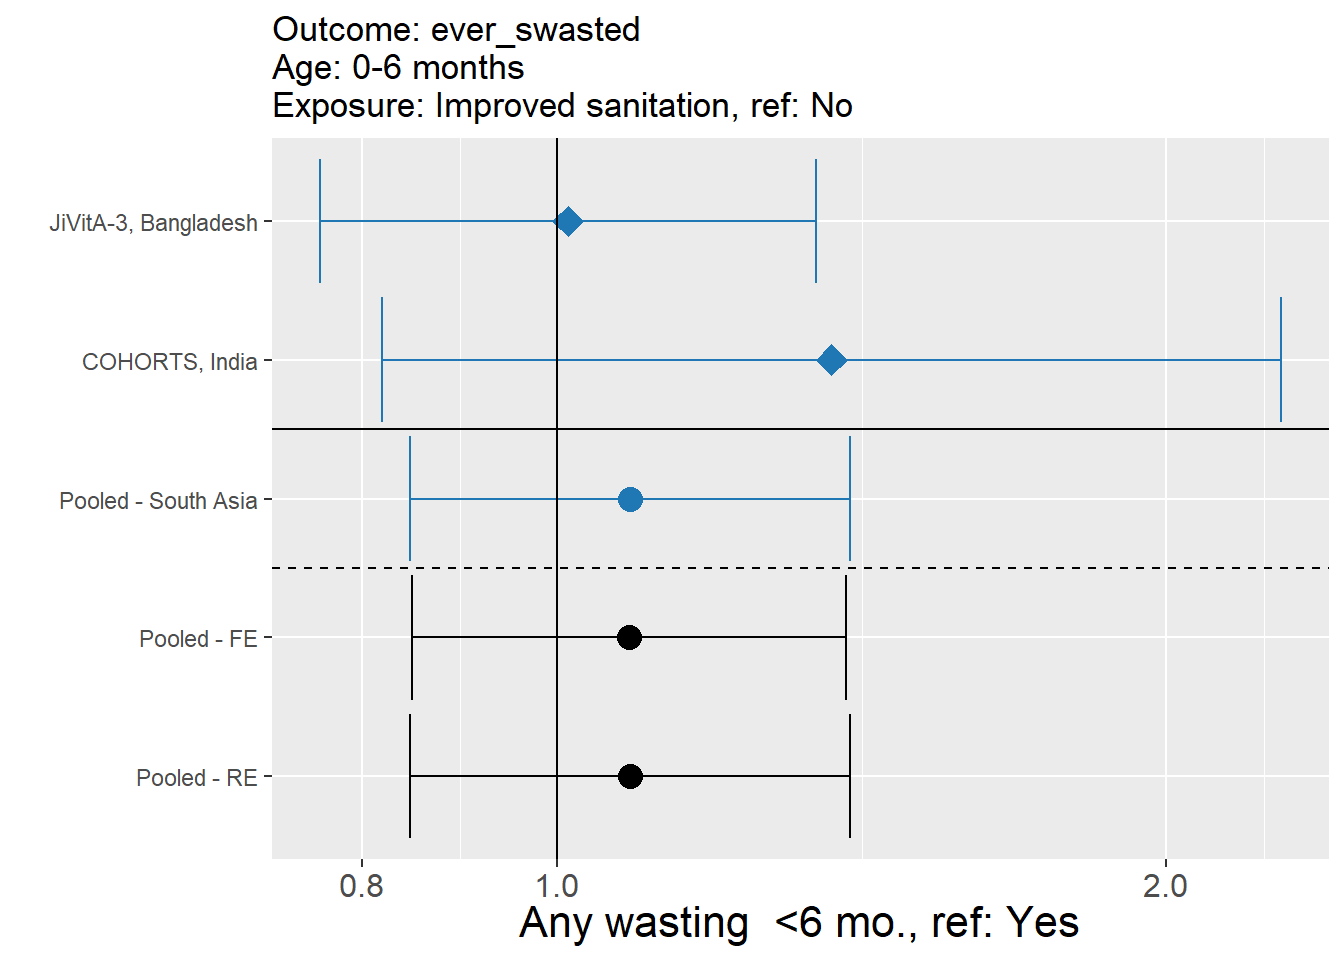 Outcome: ever_swasted
Age: 0-6 months
Exposure: Improved sanitation, ref: No
JiVitA-3, Bangladesh
COHORTS, India
Pooled - South Asia
Pooled - FE
Pooled - RE
0.8 1.0 2.0
Any wasting  <6 mo., ref: Yes